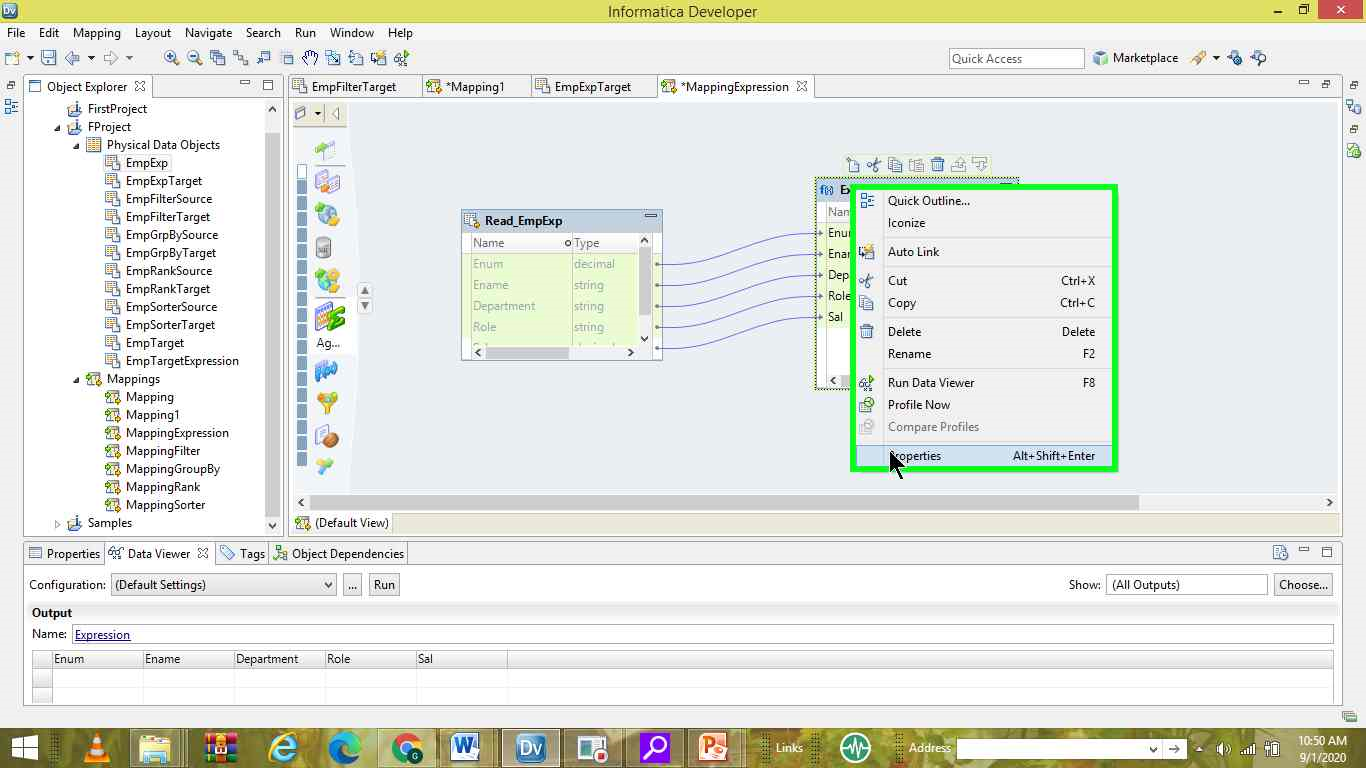 Informatica Developer
File Edit Mapping Layout Navigate Search Run Window Help
Quick Access Marketplace
Object Explorer
EmpFilterTarget *Mapping1 EmpExpTarget *MappingExpression
FirstProject
FProject
Physical Data Objects
EmpExp
EmpExpTarget
EmpFilterSource
EmpFilterTarget
EmpGrpBySource
EmpGrpByTarget
EmpRankSource
EmpRankTarget
EmpSorterSource
EmpSorterTarget
EmpTarget
EmpTargetExpression
Mappings
Mapping
Mapping1
MappingExpression
MappingFilter
MappingGroupBy
MappingRank
MappingSorter
Samples
Ag...
Read_EmpExp
Name Type
Enum decimal
Ename string
Department string
Role string
Role
Sal
Quick Outline...
Iconize
Auto Link
Cut Ctrl+X
Copy Ctrl+C
Delete Delete
Rename F2
Run Data Viewer F8
Profile Now
Compare Profiles
Properties Alt+Shift+Enter
(Default View)
Properties Data Viewer Tags Object Dependencies
Configuration: (Default Settings) ... Run Show: (All Outputs) Choose...
Output
Name: Expression
Enum Ename Department Role Sal
Links Address
10:50 AM
9/1/2020